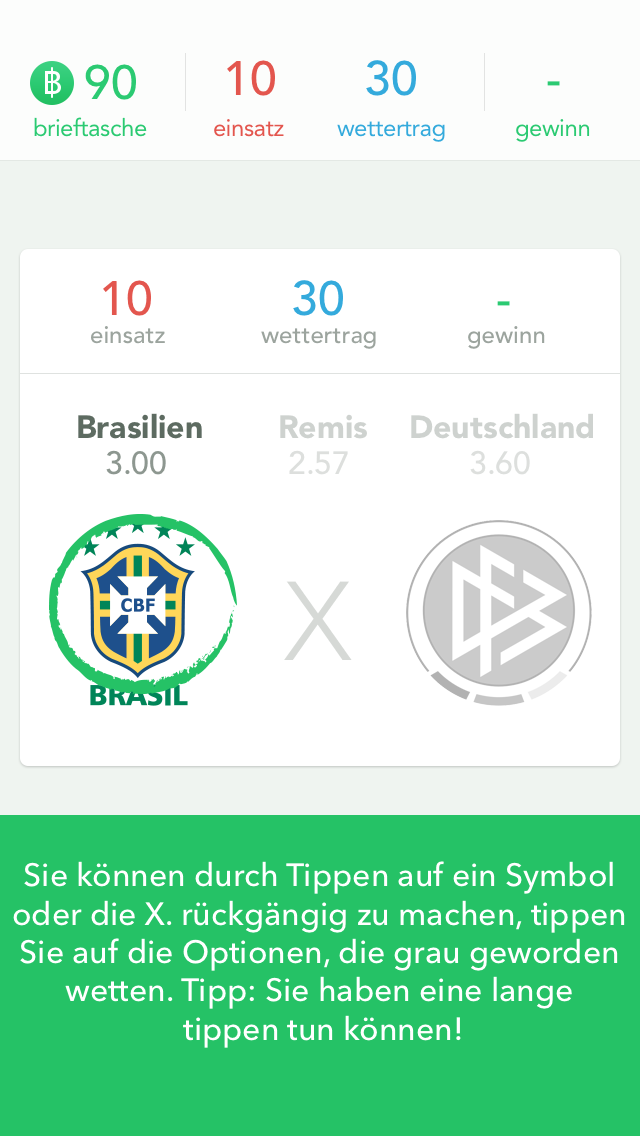 ฿ 90 10 30 -
brieftasche einsatz wettertrag gewinn
10 30 -
einsatz wettertrag gewinn
Brasilien Remis Deutschland
3.00 2.57 3.60
CBF X
BRASIL
Sie können durch Tippen auf ein Symbol
oder die X. rückgängig zu machen, tippen
Sie auf die Optionen, die grau geworden
wetten. Tipp: Sie haben eine lange
tippen tun können!